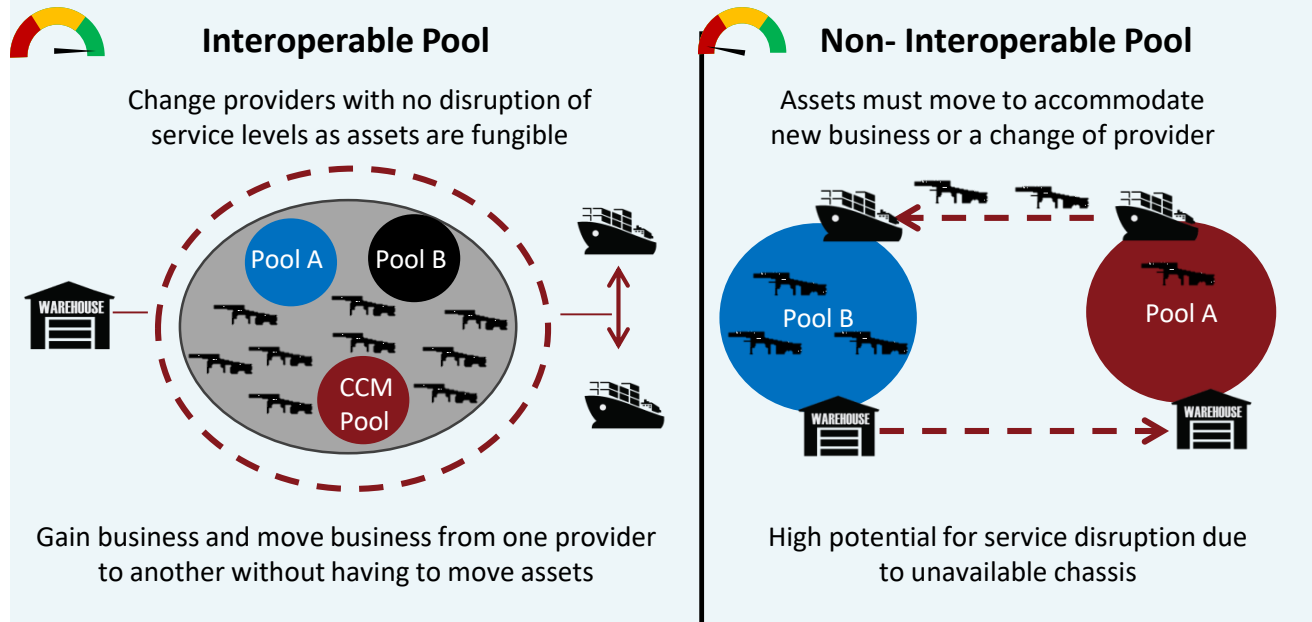 Interoperable Pool
Change providers with no disruption of
service levels as assets are fungible
Pool A
Pool B
WAREHOUSE
CCM
Pool
Gain business and move business from one provider
to another without having to move assets
Non- Interoperable Pool
Assets must move to accommodate
new business or a change of provider
Pool B
Pool A
WAREHOUSE
WAREHOUSE
High potential for service disruption due
to unavailable chassis